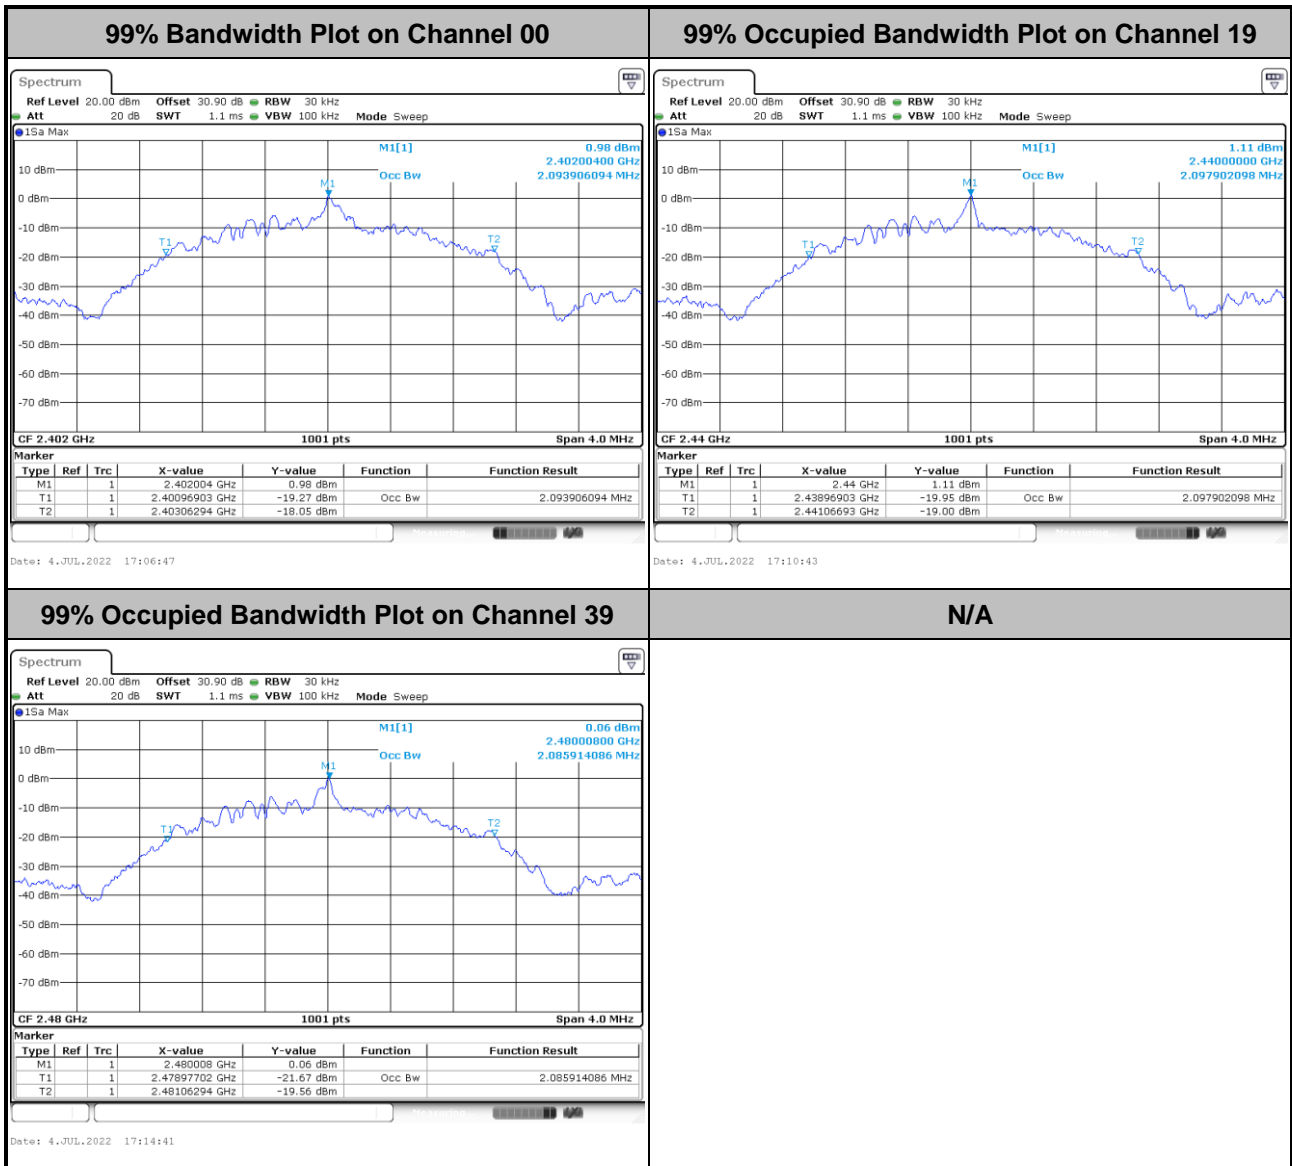 99% Bandwidth Plot on Channel 00
Spectrum
Ref Level 20.00 dBm Offset 30.90 dB RBW 30 kHz
Att 20 dB SWT 1.1 ms VBW 100 kHz Mode Sweep
1Sa Max
M1[1] 0.98 dBm
2.40200400 GHz
Occ Bw 2.093906094 MHz
10 dBm
M1
0 dBm
-10 dBm
T1
T2
-20 dBm
-30 dBm
-40 dBm
-50 dBm
-60 dBm
-70 dBm
CF 2.402 GHz 1001 pts Span 4.0 MHz
Marker
Type Ref Trc X-value Y-value Function Function Result
M1 1 2.402004 GHz 0.98 dBm
T1 1 2.40096903 GHz -19.27 dBm Occ Bw 2.093906094 MHz
T2 1 2.40306294 GHz -18.05 dBm
Measuring
Date: 4.JUL.2022 17:06:47
99% Occupied Bandwidth Plot on Channel 19
Spectrum
Ref Level 20.00 dBm Offset 30.90 dB RBW 30 kHz
Att 20 dB SWT 1.1 ms VBW 100 kHz Mode Sweep
1Sa Max
M1[1] 1.11 dBm
2.44000000 GHz
Occ Bw 2.097902098 MHz
10 dBm
M1
0 dBm
-10 dBm
T1
T2
-20 dBm
-30 dBm
-40 dBm
-50 dBm
-60 dBm
-70 dBm
CF 2.44 GHz 1001 pts Span 4.0 MHz
Marker
Type Ref Trc X-value Y-value Function Function Result
M1 1 2.44 GHz 1.11 dBm
T1 1 2.43896903 GHz -19.95 dBm Occ Bw 2.097902098 MHz
T2 1 2.44106693 GHz -19.00 dBm
Measuring
Date: 4.JUL.2022 17:10:43
99% Occupied Bandwidth Plot on Channel 39
Spectrum
Ref Level 20.00 dBm Offset 30.90 dB RBW 30 kHz
Att 20 dB SWT 1.1 ms VBW 100 kHz Mode Sweep
1Sa Max
M1[1] 0.06 dBm
2.48000800 GHz
Occ Bw 2.085914086 MHz
10 dBm
M1
0 dBm
-10 dBm
T1
T2
-20 dBm
-30 dBm
-40 dBm
-50 dBm
-60 dBm
-70 dBm
CF 2.48 GHz 1001 pts Span 4.0 MHz
Marker
Type Ref Trc X-value Y-value Function Function Result
M1 1 2.480008 GHz 0.06 dBm
T1 1 2.47897702 GHz -21.67 dBm Occ Bw 2.085914086 MHz
T2 1 2.48106294 GHz -19.56 dBm
Measuring
Date: 4.JUL.2022 17:14:41
N/A